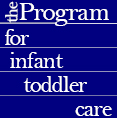 the Program
for
infant
toddler
care